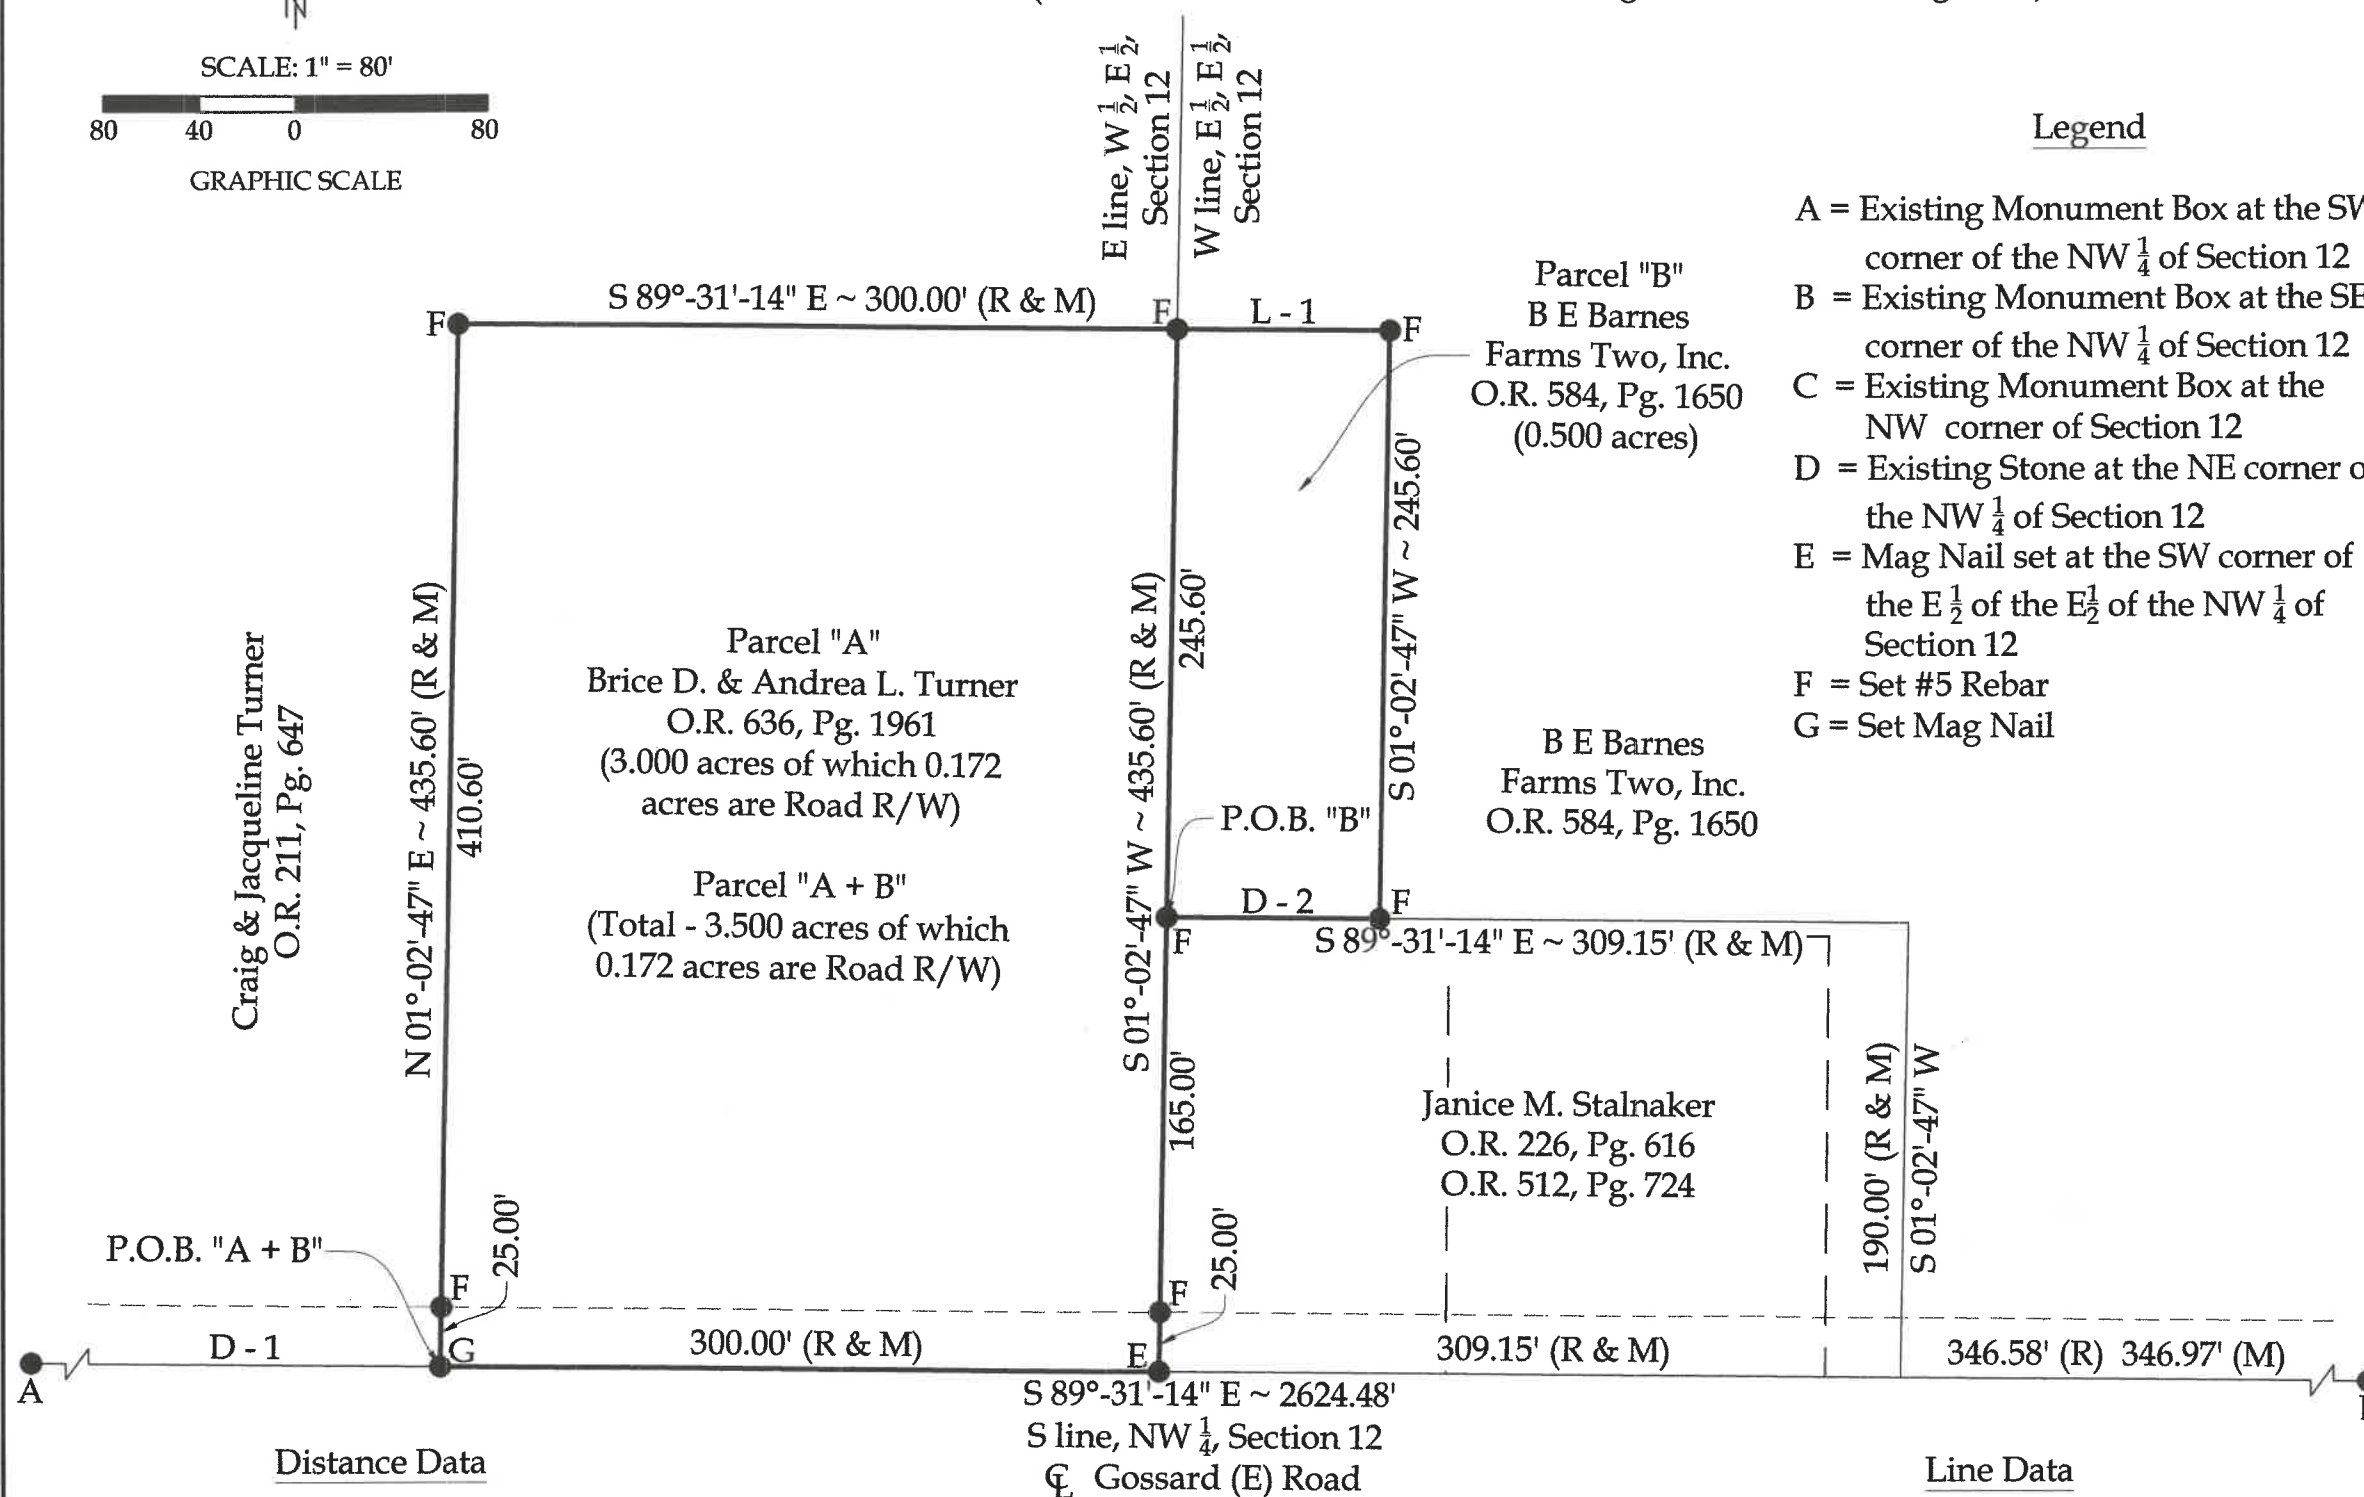 N
SCALE: 1" = 80'
80 40 0 80
GRAPHIC SCALE
E line, W 1/2, E 1/2,
Section 12
W line, E 1/2, E 1/2,
Section 12
Legend
A = Existing Monument Box at the SW
corner of the NW 1/4 of Section 12
B = Existing Monument Box at the SE
corner of the NW 1/4 of Section 12
C = Existing Monument Box at the
NW corner of Section 12
D = Existing Stone at the NE corner o
the NW 1/4 of Section 12
E = Mag Nail set at the SW corner of
the E 1/2 of the E1/2 of the NW 1/4 of
Section 12
F = Set #5 Rebar
G = Set Mag Nail
F
S 89°-31'-14" E ~ 300.00' (R & M)
F
L - 1
F
Parcel "B"
B E Barnes
Farms Two, Inc.
O.R. 584, Pg. 1650
(0.500 acres)
Craig & Jacqueline Turner
O.R. 211, Pg. 647
N 01°-02'-47" E ~ 435.60' (R & M)
410.60'
Parcel "A"
Brice D. & Andrea L. Turner
O.R. 636, Pg. 1961
(3.000 acres of which 0.172
acres are Road R/W)
Parcel "A + B"
(Total - 3.500 acres of which
0.172 acres are Road R/W)
S 01°-02'-47" W ~ 435.60' (R & M)
245.60'
S 01°-02'-47" W ~ 245.60'
B E Barnes
Farms Two, Inc.
O.R. 584, Pg. 1650
P.O.B. "B"
D - 2
F
F
S 89°-31'-14" E ~ 309.15' (R & M)
165.00'
Janice M. Stalnaker
O.R. 226, Pg. 616
O.R. 512, Pg. 724
190.00' (R & M)
S 01°-02'-47" W
P.O.B. "A + B"
F
25.00'
F
25.00'
A
D - 1
G
300.00' (R & M)
E
309.15' (R & M)
346.58' (R) 346.97' (M)
S 89°-31'-14" E ~ 2624.48'
S line, NW 1/4, Section 12
℄ Gossard (E) Road
Distance Data
Line Data